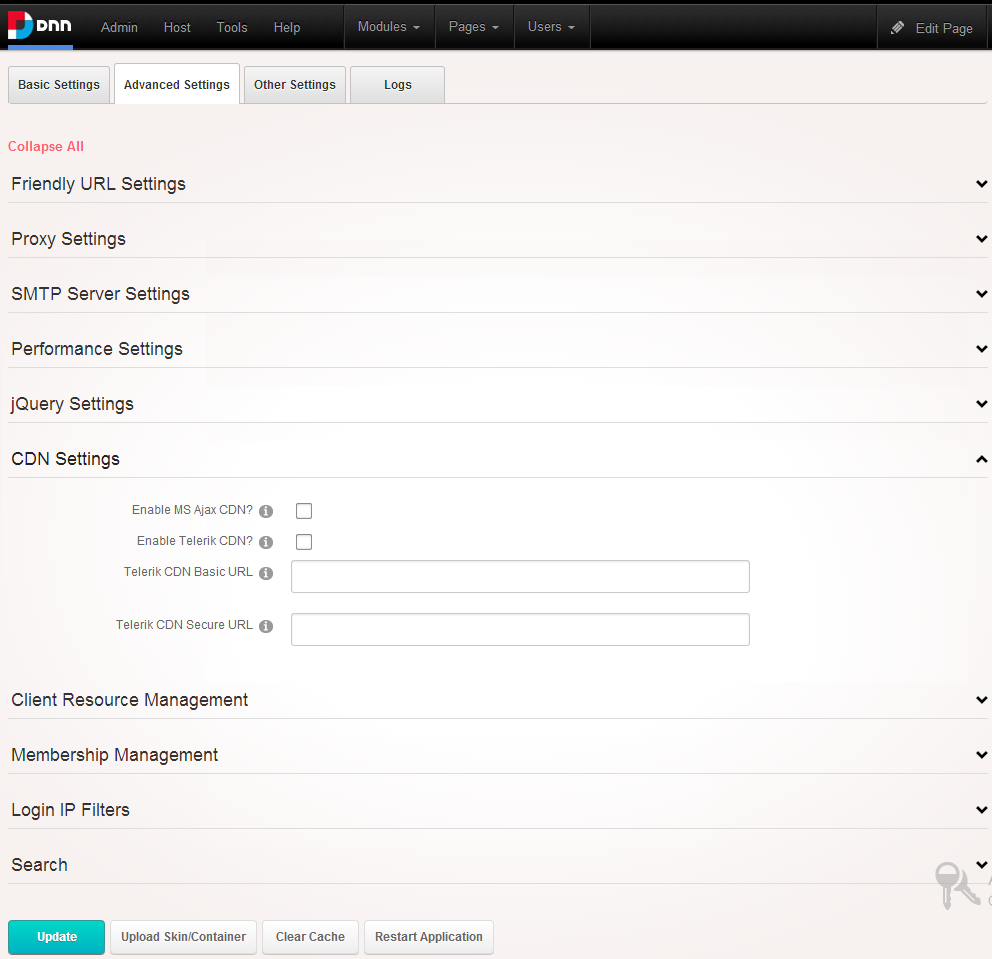 DNN Admin Host Tools Help Modules Pages Users Edit Page
Basic Settings Advanced Settings Other Settings Logs
Collapse All
Friendly URL Settings
Proxy Settings
SMTP Server Settings
Performance Settings
jQuery Settings
CDN Settings
Enable MS Ajax CDN?
Enable Telerik CDN?
Telerik CDN Basic URL
Telerik CDN Secure URL
Client Resource Management
Membership Management
Login IP Filters
Search
Update Upload Skin/Container Clear Cache Restart Application